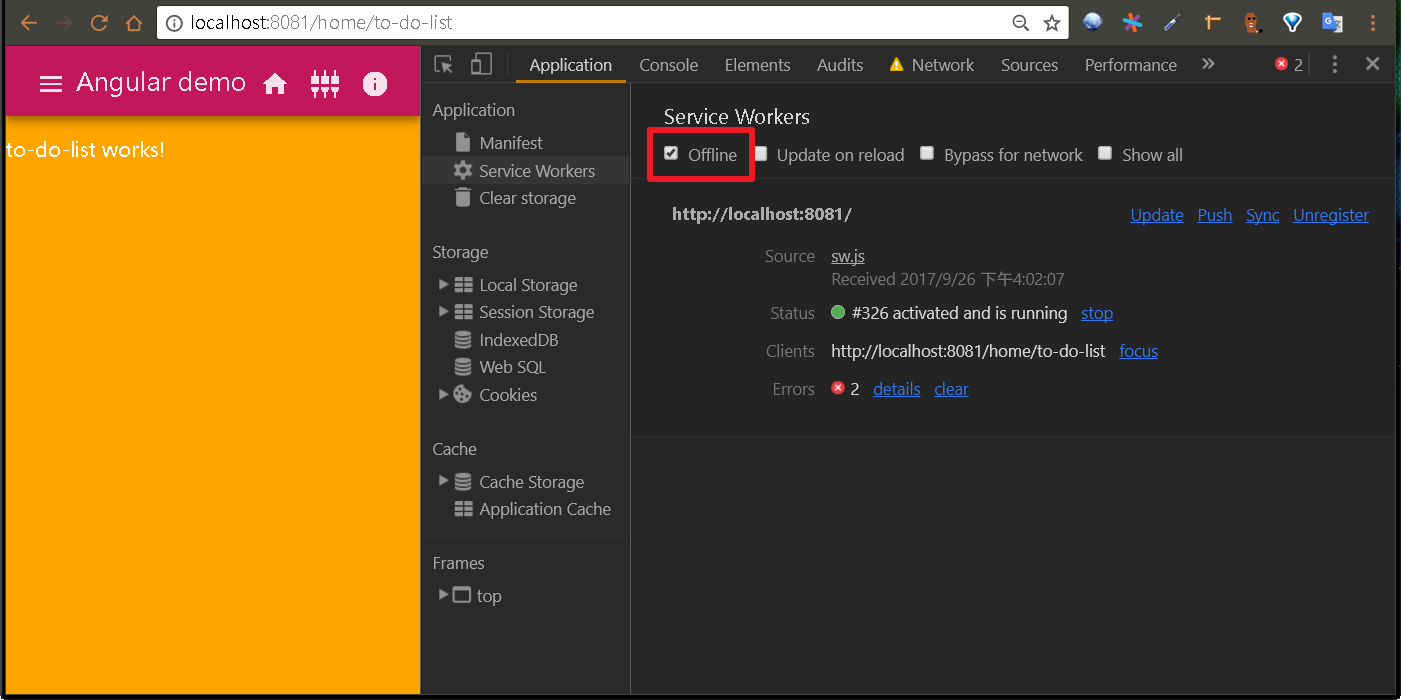 localhost:8081/home/to-do-list
Angular demo
to-do-list works!
Application Console Elements Audits Network Sources Performance » 2
Application
Manifest
Service Workers
Clear storage
Storage
Local Storage
Session Storage
IndexedDB
Web SQL
Cookies
Cache
Cache Storage
Application Cache
Frames
top
Service Workers
Offline Update on reload Bypass for network Show all
http://localhost:8081/ Update Push Sync Unregister
Source sw.js
Received 2017/9/26 下午4:02:07
Status #326 activated and is running stop
Clients http://localhost:8081/home/to-do-list focus
Errors 2 details clear